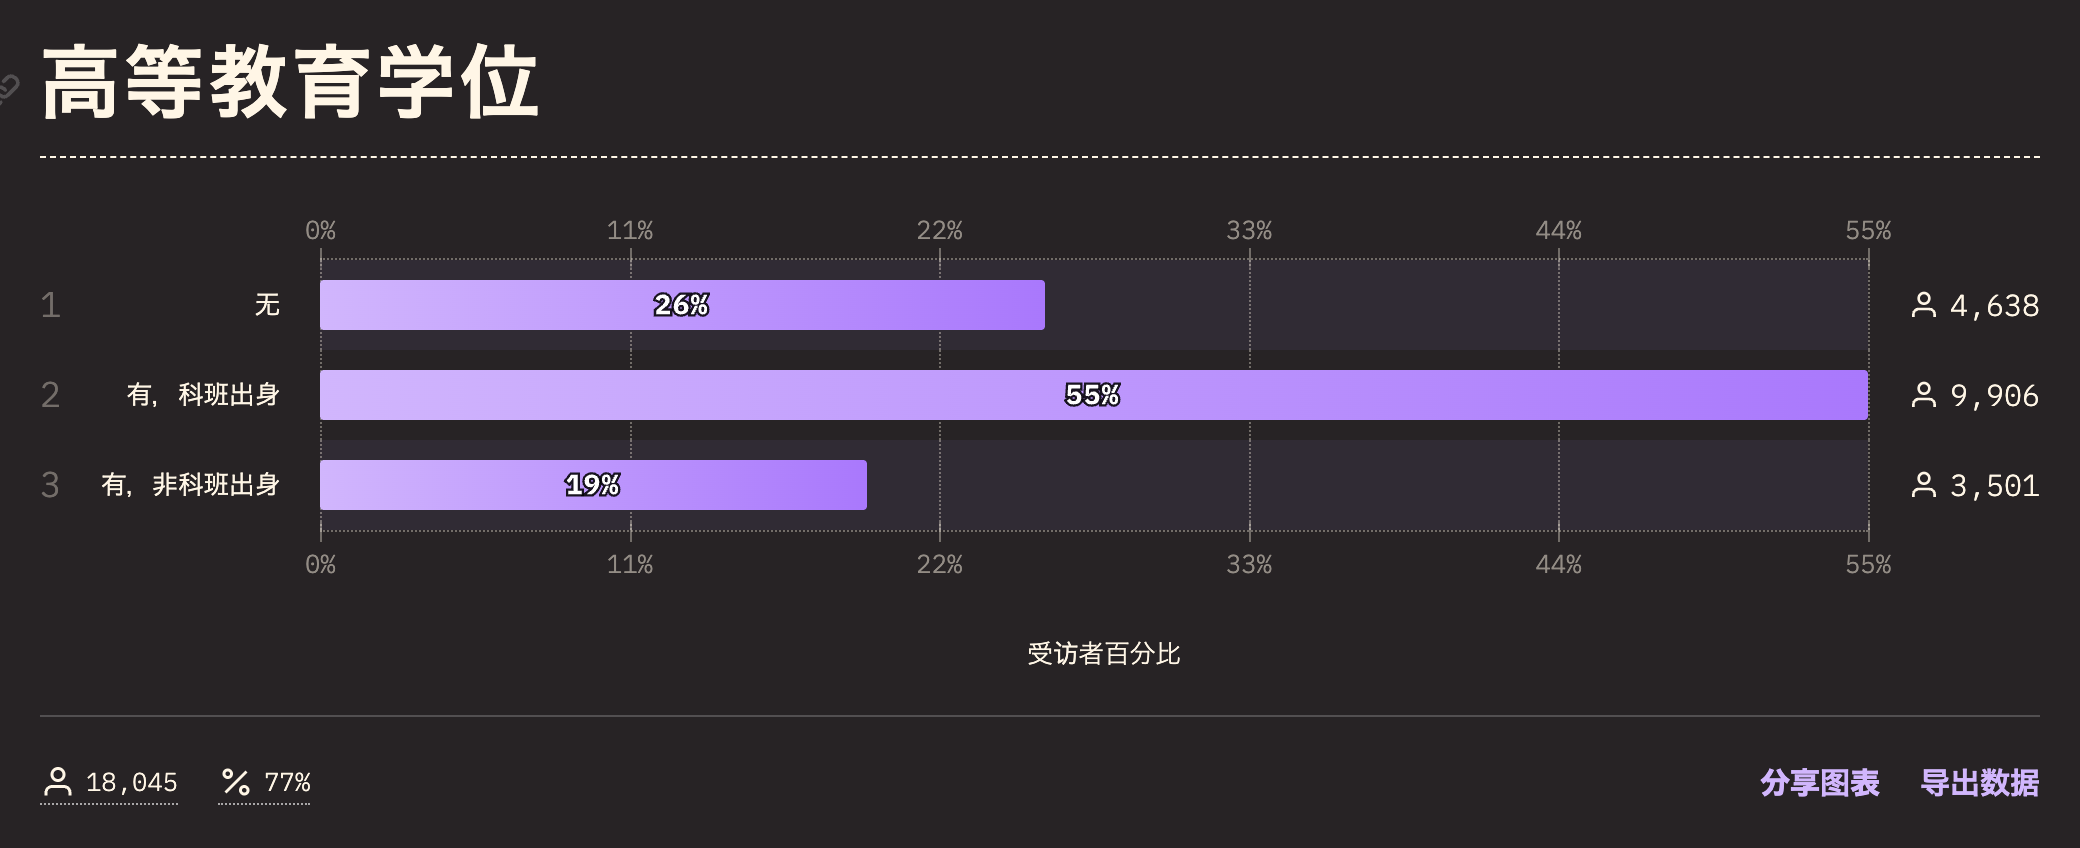 高等教育学位
0% 11% 22% 33% 44% 55%
1 无 26% 4,638
2 有，科班出身 55% 9,906
3 有，非科班出身 19% 3,501
0% 11% 22% 33% 44% 55%
受访者百分比
18,045 77% 分享图表 导出数据